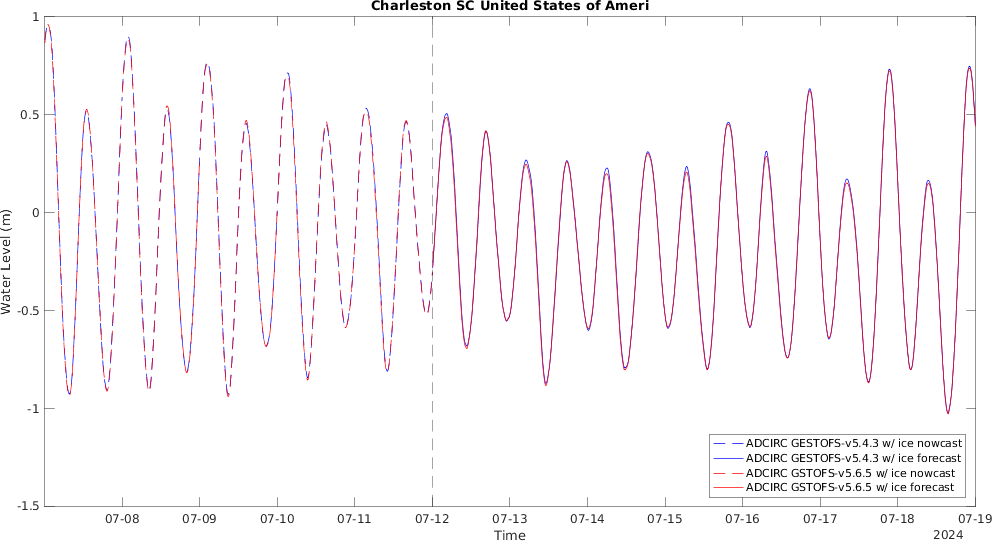 Charleston SC United States of Ameri
Water Level (m)
1
0.5
0
-0.5
-1
-1.5
ADCIRC GESTOFS-v5.4.3 w/ ice nowcast
ADCIRC GESTOFS-v5.4.3 w/ ice forecast
ADCIRC GSTOFS-v5.6.5 w/ ice nowcast
ADCIRC GSTOFS-v5.6.5 w/ ice forecast
07-08 07-09 07-10 07-11 07-12 07-13 07-14 07-15 07-16 07-17 07-18 07-19
Time
2024